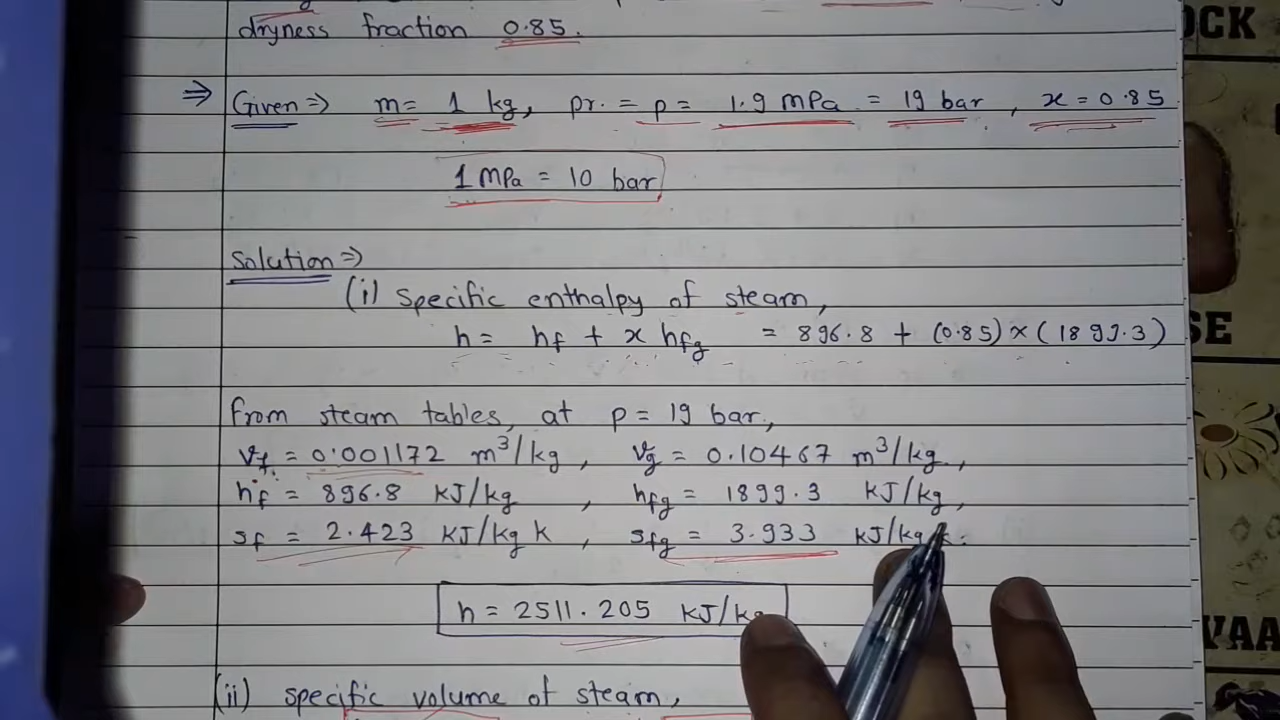 dryness fraction 0.85.
⇒ Given ⇒ m = 1 kg, pr. = p = 1.9 mPa = 19 bar , x = 0.85
1 MPa = 10 bar
Solution ⇒
(i) Specific enthalpy of steam,
h = hf + x hfg = 896.8 + (0.85) × (1899.3)
from steam tables, at p = 19 bar,
vf = 0.001172 m³/kg , vg = 0.10467 m³/kg ,
hf = 896.8 KJ/kg , hfg = 1899.3 KJ/kg,
sf = 2.423 KJ/kg k , sfg = 3.933 KJ/kg k.
h = 2511.205 KJ/kg
(ii) specific volume of steam,
OCK
SE
VAA